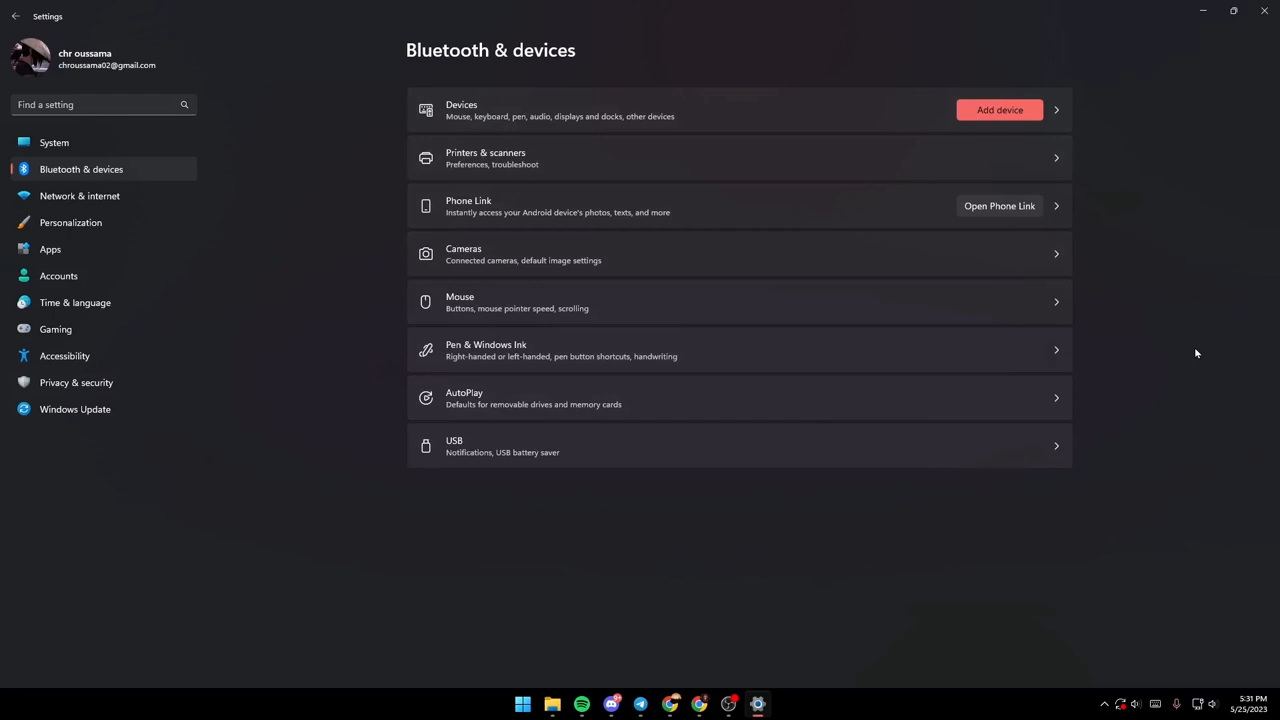 Settings
chr oussama
chroussama02@gmail.com
Find a setting
System
Bluetooth & devices
Network & internet
Personalization
Apps
Accounts
Time & language
Gaming
Accessibility
Privacy & security
Windows Update
Bluetooth & devices
Devices
Mouse, keyboard, pen, audio, displays and docks, other devices
Add device
Printers & scanners
Preferences, troubleshoot
Phone Link
Instantly access your Android device's photos, texts, and more
Open Phone Link
Cameras
Connected cameras, default image settings
Mouse
Buttons, mouse pointer speed, scrolling
Pen & Windows Ink
Right-handed or left-handed, pen button shortcuts, handwriting
AutoPlay
Defaults for removable drives and memory cards
USB
Notifications, USB battery saver
5:31 PM
5/25/2023